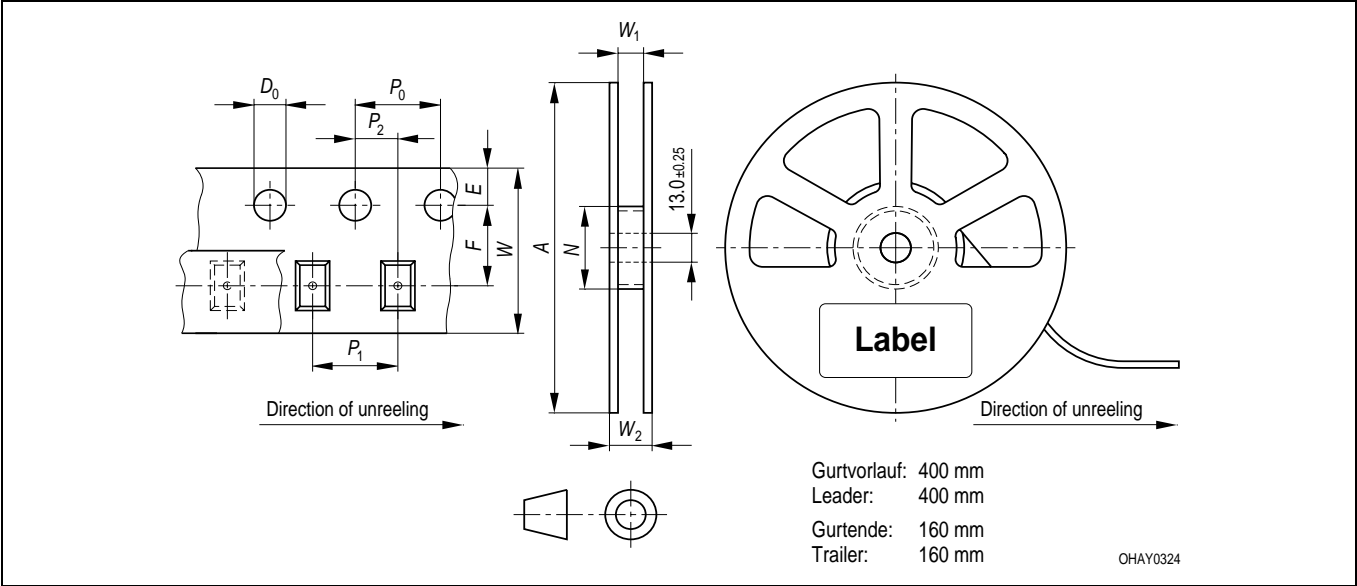 W₁
D₀
P₀
P₂
E
F
W
A
N
13.0 ±0.25
Label
P₁
Direction of unreeling
Direction of unreeling
W₂
Gurtvorlauf: 400 mm
Leader: 400 mm
Gurtende: 160 mm
Trailer: 160 mm
OHAY0324